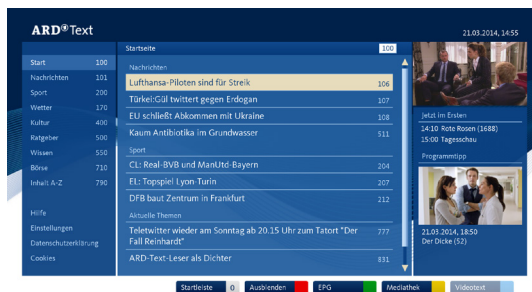 ARD Text
21.03.2014, 14:55
Startseite 100
Start 100
Nachrichten 101
Sport 200
Wetter 170
Kultur 400
Ratgeber 500
Wissen 550
Börse 710
Inhalt A-Z 790
Hilfe
Einstellungen
Datenschutzerklärung
Cookies
Nachrichten
Lufthansa-Piloten sind für Streik 106
Türkei:Gül twittert gegen Erdogan 107
EU schließt Abkommen mit Ukraine 108
Kaum Antibiotika im Grundwasser 511
Sport
CL: Real-BVB und ManUtd-Bayern 204
EL: Topspiel Lyon-Turin 207
DFB baut Zentrum in Frankfurt 212
Aktuelle Themen
Teletwitter wieder am Sonntag ab 20.15 Uhr zum Tatort "Der 777
Fall Reinhardt"
ARD-Text-Leser als Dichter 831
Jetzt im Ersten
14:10 Rote Rosen (1688)
15:00 Tagesschau
Programmtipp
21.03.2014, 18:50
Der Dicke (52)
Startleiste 0 Ausblenden EPG Mediathek Videotext